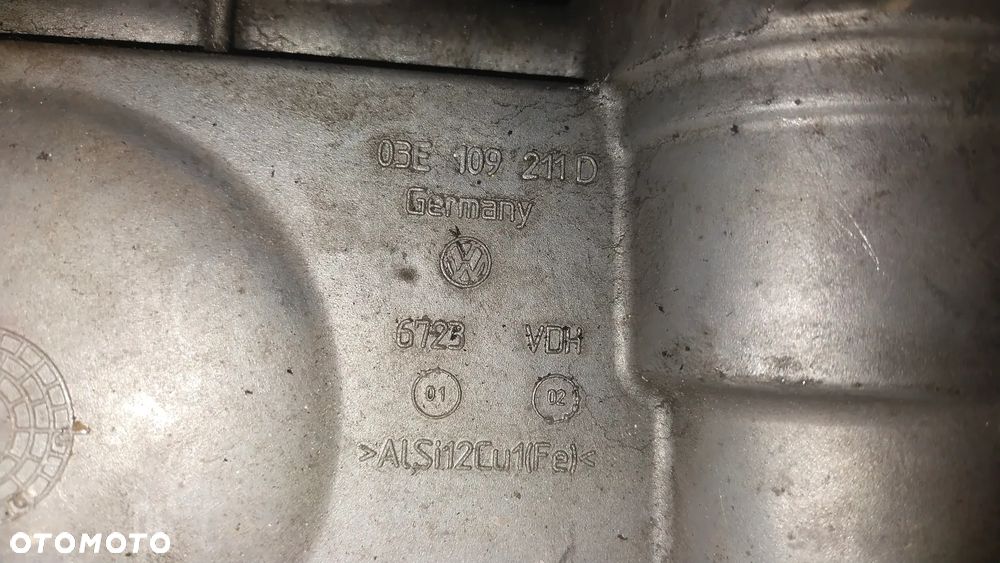 03E 109 211 D
Germany
VW
6723 VDH
01 02
>AlSi12Cu1(Fe)<
OTOMOTO